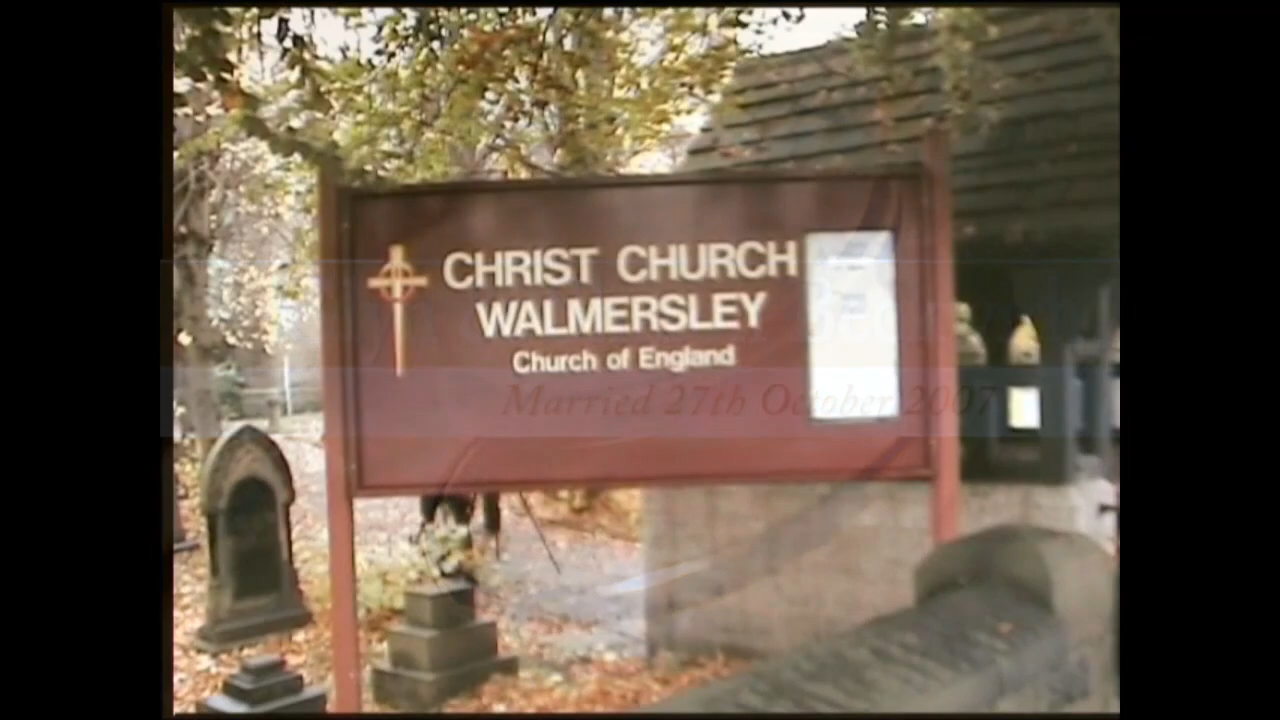 CHRIST CHURCH
WALMERSLEY
Church of England
Married 27th October 2007